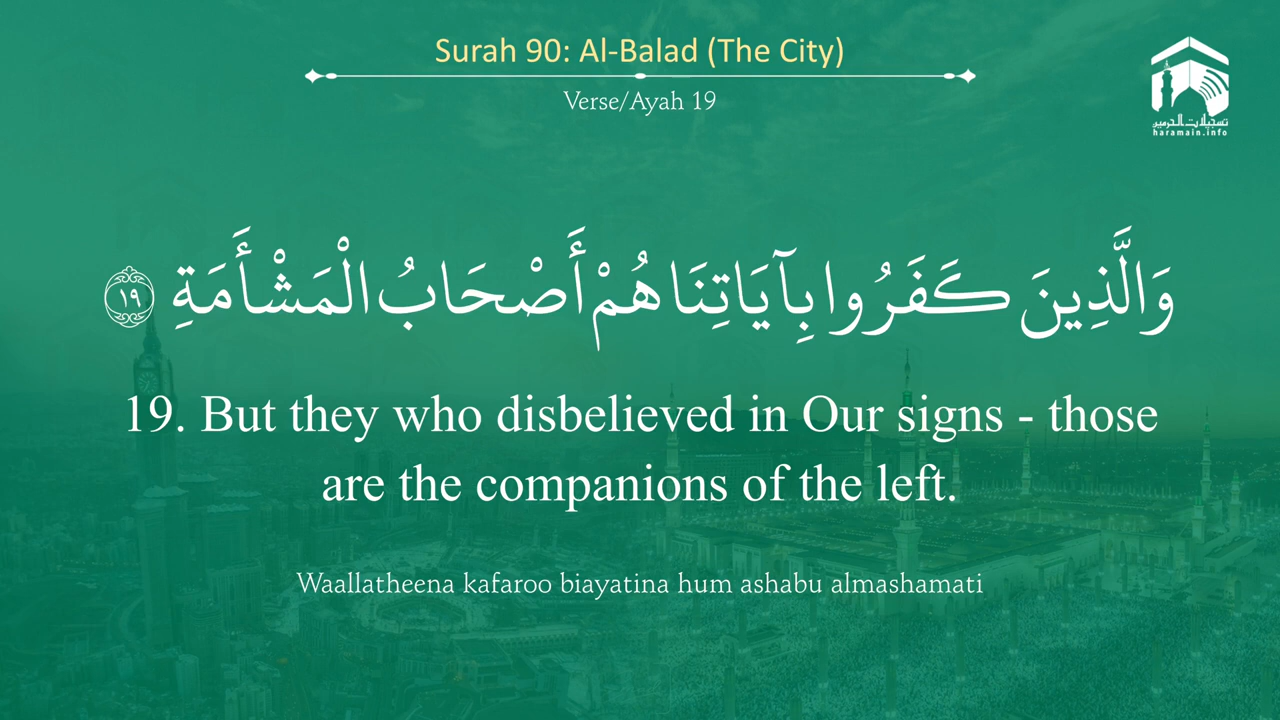 Surah 90: Al-Balad (The City)
Verse/Ayah 19
تسجيلات الحرمين
haramain.info
وَالَّذِينَ كَفَرُوا بِآيَاتِنَا هُمْ أَصْحَابُ الْمَشْأَمَةِ ١٩
19. But they who disbelieved in Our signs - those
are the companions of the left.
Waallatheena kafaroo biayatina hum ashabu almashamati